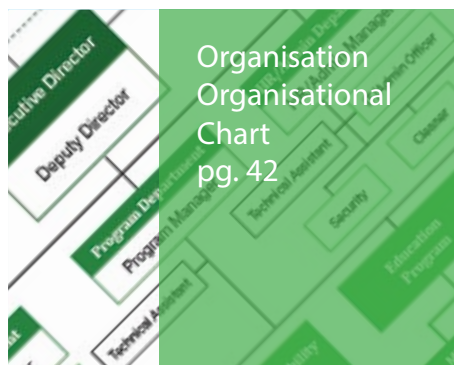 Organisation
Organisational
Chart
pg. 42
Executive Director
Deputy Director
Program Department
Program Manager
Technical Assistant
Technical Assistant
Security
Admin Officer
Cleaner
Education
Program